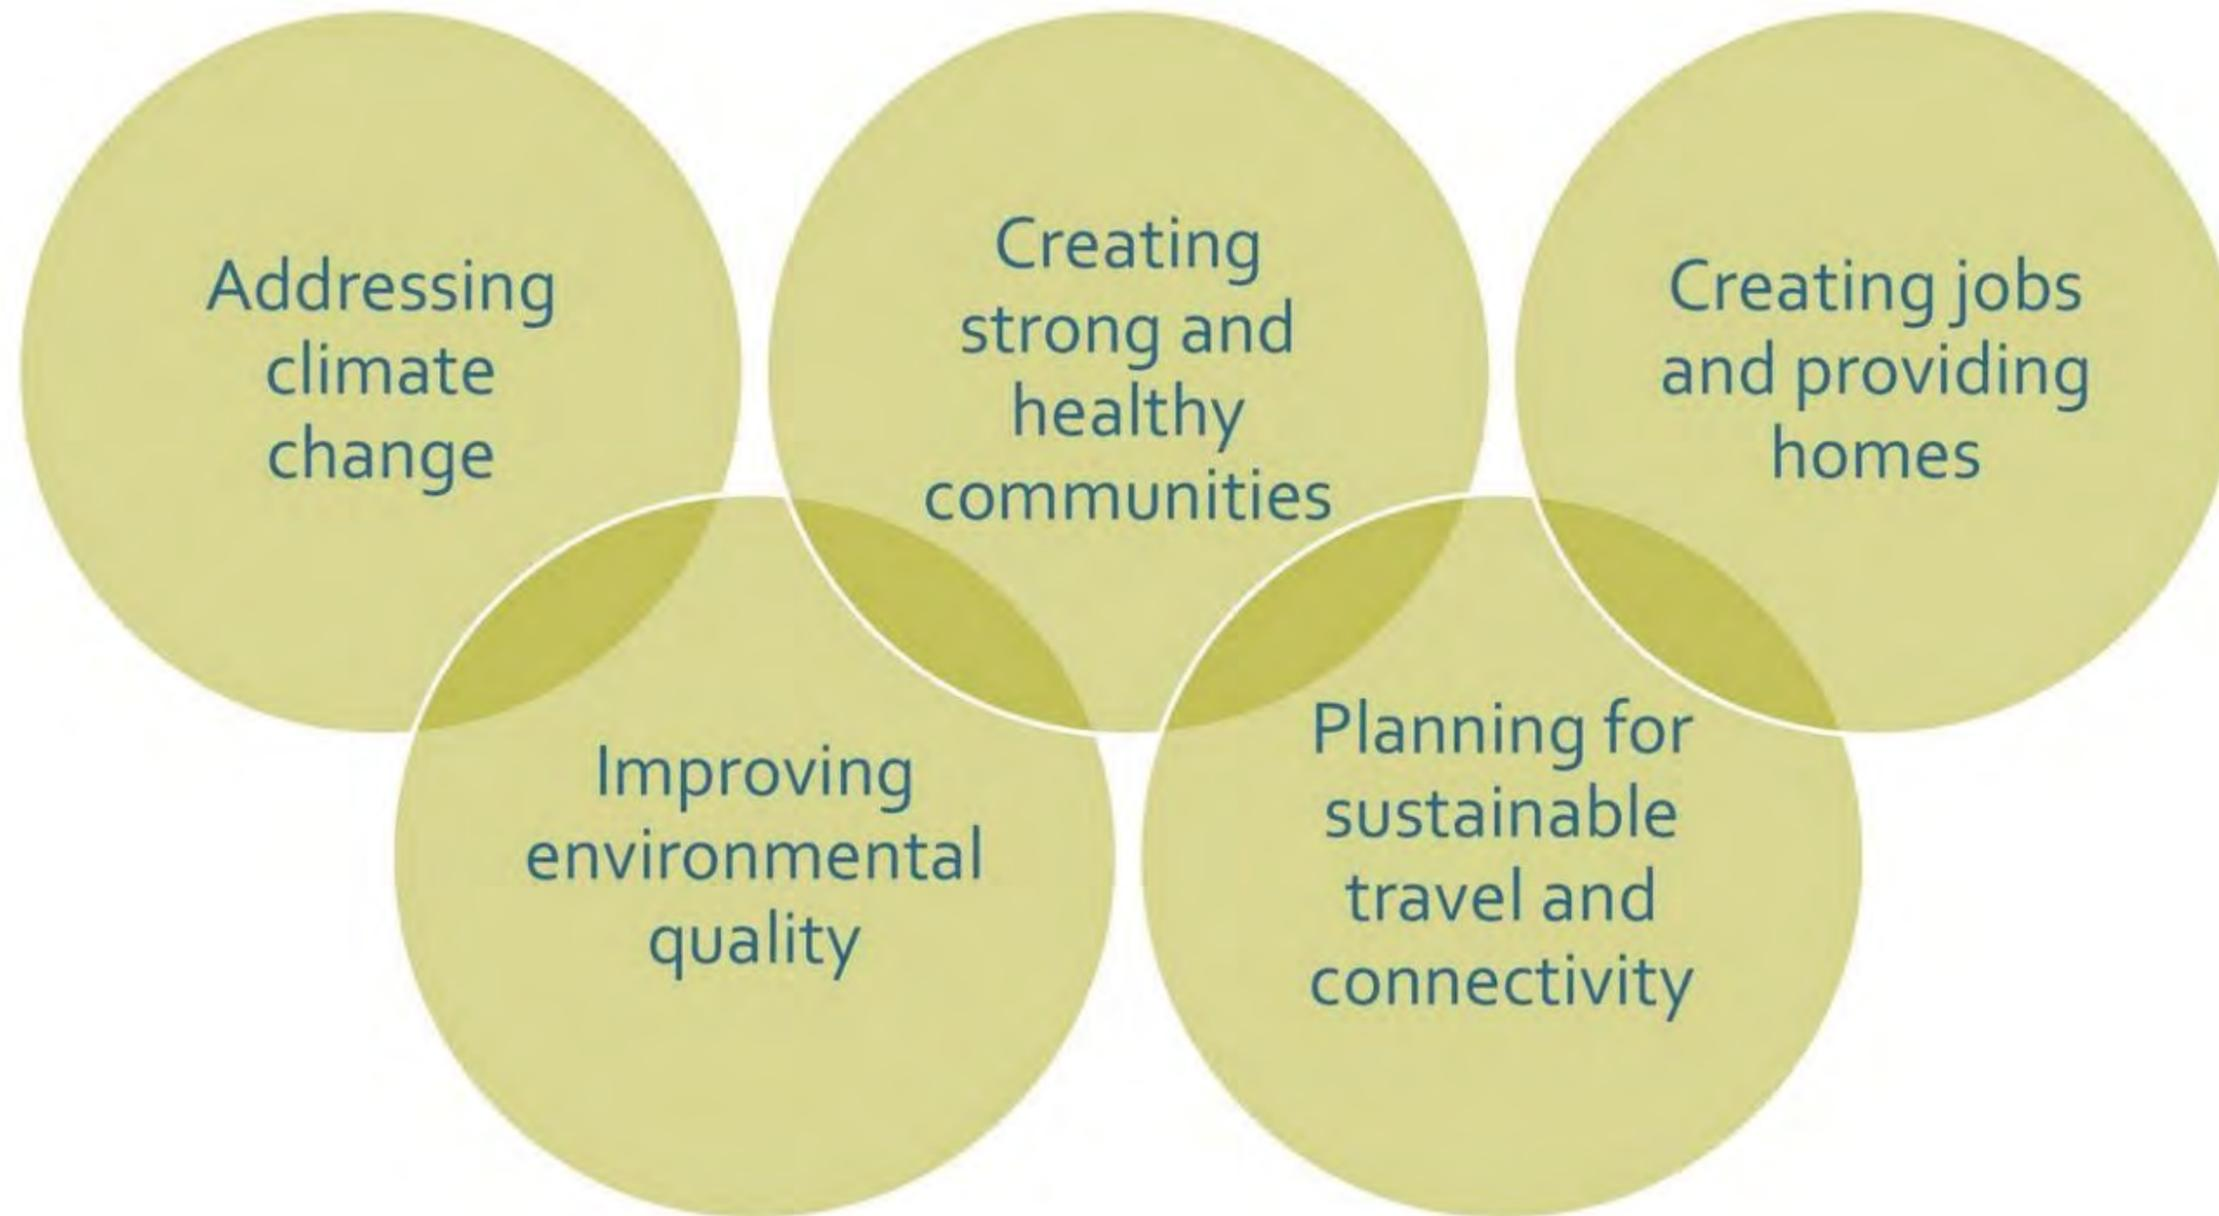 Addressing
climate
change
Creating
strong and
healthy
communities
Creating jobs
and providing
homes
Improving
environmental
quality
Planning for
sustainable
travel and
connectivity